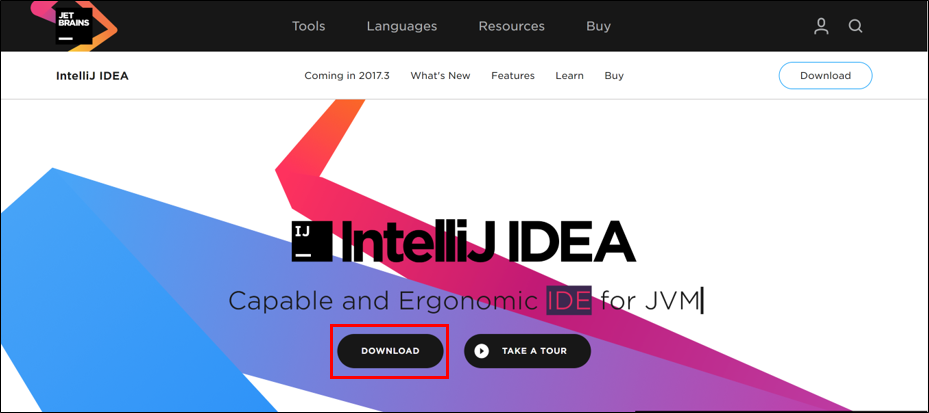 JET
BRAINS
Tools Languages Resources Buy
IntelliJ IDEA Coming in 2017.3 What's New Features Learn Buy Download
IJ IntelliJ IDEA
Capable and Ergonomic IDE for JVM
DOWNLOAD TAKE A TOUR